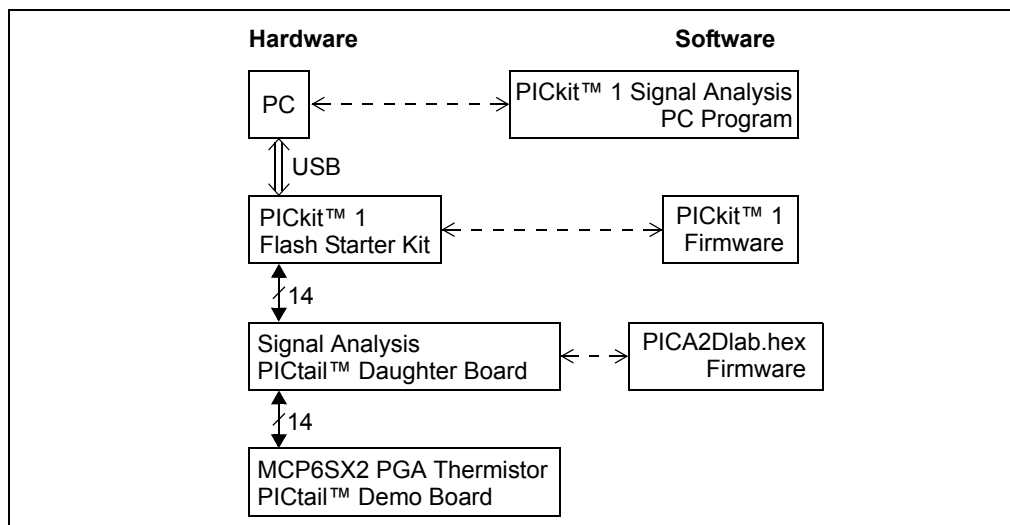 Hardware
Software
PC
PICkit™ 1 Signal Analysis
PC Program
USB
PICkit™ 1
Flash Starter Kit
PICkit™ 1
Firmware
14
Signal Analysis
PICtail™ Daughter Board
PICA2Dlab.hex
Firmware
14
MCP6SX2 PGA Thermistor
PICtail™ Demo Board